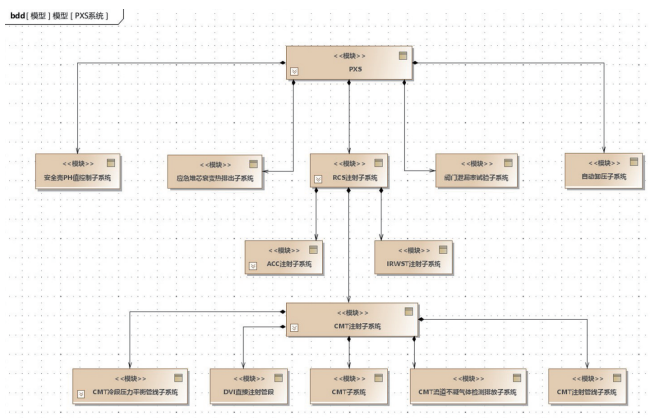 bdd [ 模型 ] 模型 [ PXS系统 ]
<<模块>>
PXS
<<模块>>
安全壳PH值控制子系统
<<模块>>
应急堆芯衰变热排出子系统
<<模块>>
RCS注射子系统
<<模块>>
阀门泄漏率试验子系统
<<模块>>
自动卸压子系统
<<模块>>
ACC注射子系统
<<模块>>
IRWST注射子系统
<<模块>>
CMT注射子系统
<<模块>>
CMT冷段压力平衡管线子系统
<<模块>>
DVI直接注射管段
<<模块>>
CMT子系统
<<模块>>
CMT流道不凝气体检测排放子系统
<<模块>>
CMT注射管线子系统